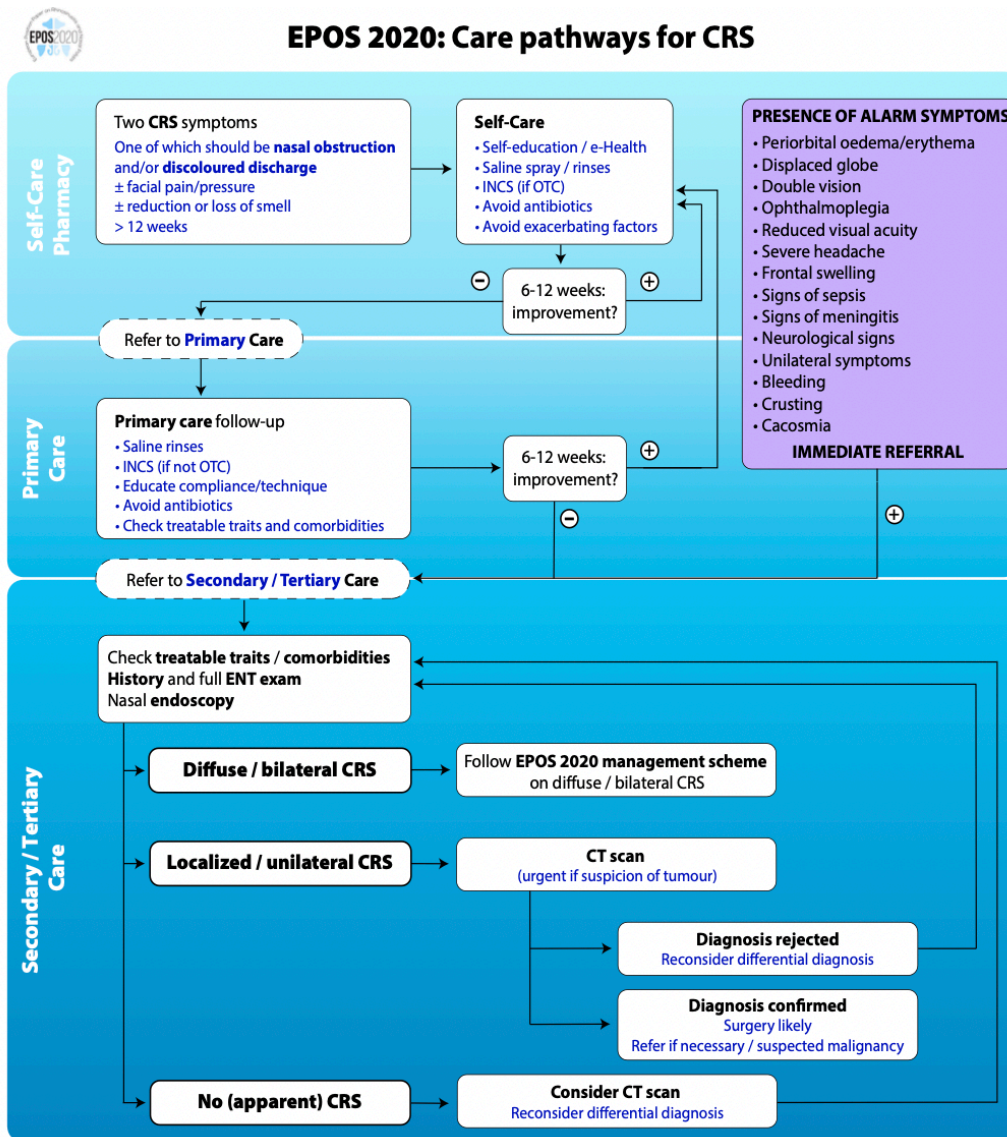 EPOS2020
EPOS 2020: Care pathways for CRS
Self-Care
Pharmacy
Two CRS symptoms
One of which should be nasal obstruction
and/or discoloured discharge
± facial pain/pressure
± reduction or loss of smell
> 12 weeks
Self-Care
• Self-education / e-Health
• Saline spray / rinses
• INCS (if OTC)
• Avoid antibiotics
• Avoid exacerbating factors
PRESENCE OF ALARM SYMPTOMS
• Periorbital oedema/erythema
• Displaced globe
• Double vision
• Ophthalmoplegia
• Reduced visual acuity
• Severe headache
• Frontal swelling
• Signs of sepsis
• Signs of meningitis
• Neurological signs
• Unilateral symptoms
• Bleeding
• Crusting
• Cacosmia
IMMEDIATE REFERRAL
−
6-12 weeks:
improvement?
+
Refer to Primary Care
Primary
Care
Primary care follow-up
• Saline rinses
• INCS (if not OTC)
• Educate compliance/technique
• Avoid antibiotics
• Check treatable traits and comorbidities
6-12 weeks:
improvement?
+
−
+
Refer to Secondary / Tertiary Care
Secondary / Tertiary
Care
Check treatable traits / comorbidities
History and full ENT exam
Nasal endoscopy
Diffuse / bilateral CRS
Follow EPOS 2020 management scheme
on diffuse / bilateral CRS
Localized / unilateral CRS
CT scan
(urgent if suspicion of tumour)
Diagnosis rejected
Reconsider differential diagnosis
Diagnosis confirmed
Surgery likely
Refer if necessary / suspected malignancy
No (apparent) CRS
Consider CT scan
Reconsider differential diagnosis